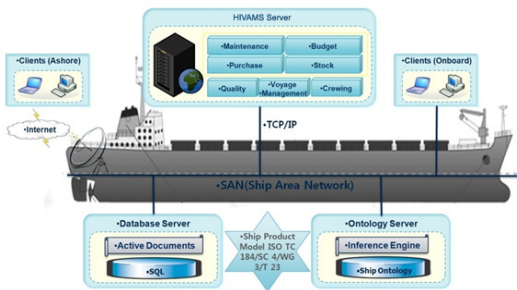 HIVAMS Server
•Maintenance
•Budget
•Purchase
•Stock
•Quality
•Voyage
•Management
•Crewing
•Clients (Ashore)
•Clients (Onboard)
•Internet
•TCP/IP
•SAN(Ship Area Network)
•Database Server
•Active Documents
•SQL
•Ship Product
Model ISO TC
184/SC 4/WG
3/T 23
•Ontology Server
•Inference Engine
•Ship Ontology